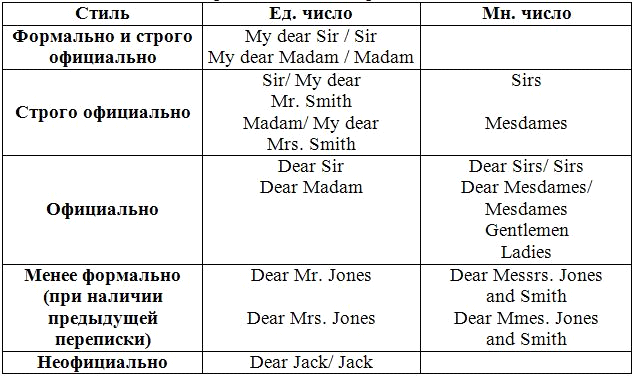 Стиль Ед. число Мн. число
Формально и строго официально
My dear Sir / Sir
My dear Madam / Madam
Строго официально
Sir/ My dear
Mr. Smith
Madam/ My dear
Mrs. Smith
Sirs
Mesdames
Официально
Dear Sir
Dear Madam
Dear Sirs/ Sirs
Dear Mesdames/
Mesdames
Gentlemen
Ladies
Менее формально
(при наличии
предыдущей
переписки)
Dear Mr. Jones
Dear Mrs. Jones
Dear Messrs. Jones
and Smith
Dear Mmes. Jones
and Smith
Неофициально
Dear Jack/ Jack